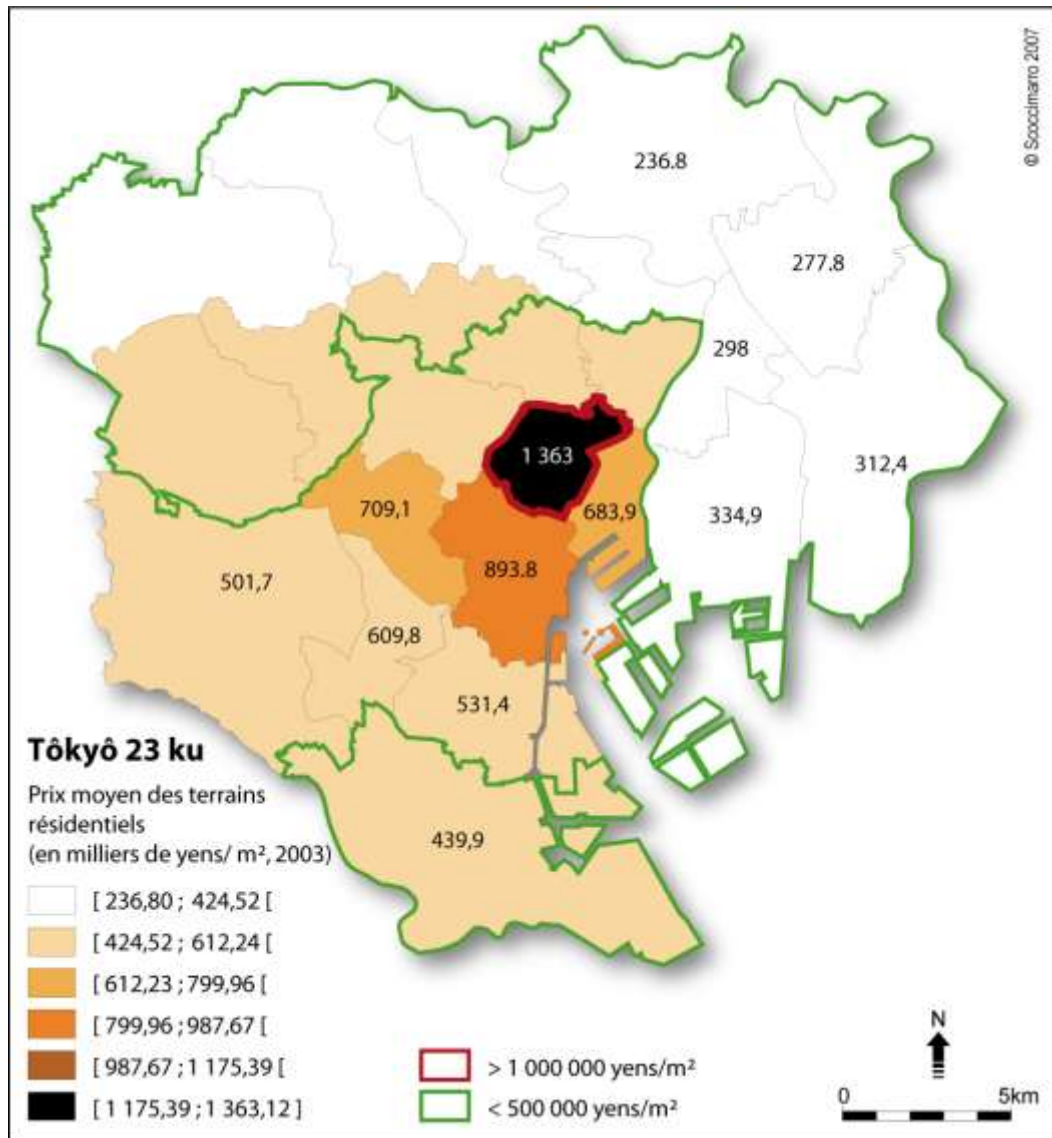 © Scoccimarro 2007
236.8
277.8
298
1 363
312,4
709,1
683,9
334,9
893.8
501,7
609,8
531,4
439,9
Tôkyô 23 ku
Prix moyen des terrains
résidentiels
(en milliers de yens/ m², 2003)
[ 236,80 ; 424,52 [
[ 424,52 ; 612,24 [
[ 612,23 ; 799,96 [
[ 799,96 ; 987,67 [
[ 987,67 ; 1 175,39 [
[ 1 175,39 ; 1 363,12 ]
> 1 000 000 yens/m²
< 500 000 yens/m²
N
0 5km